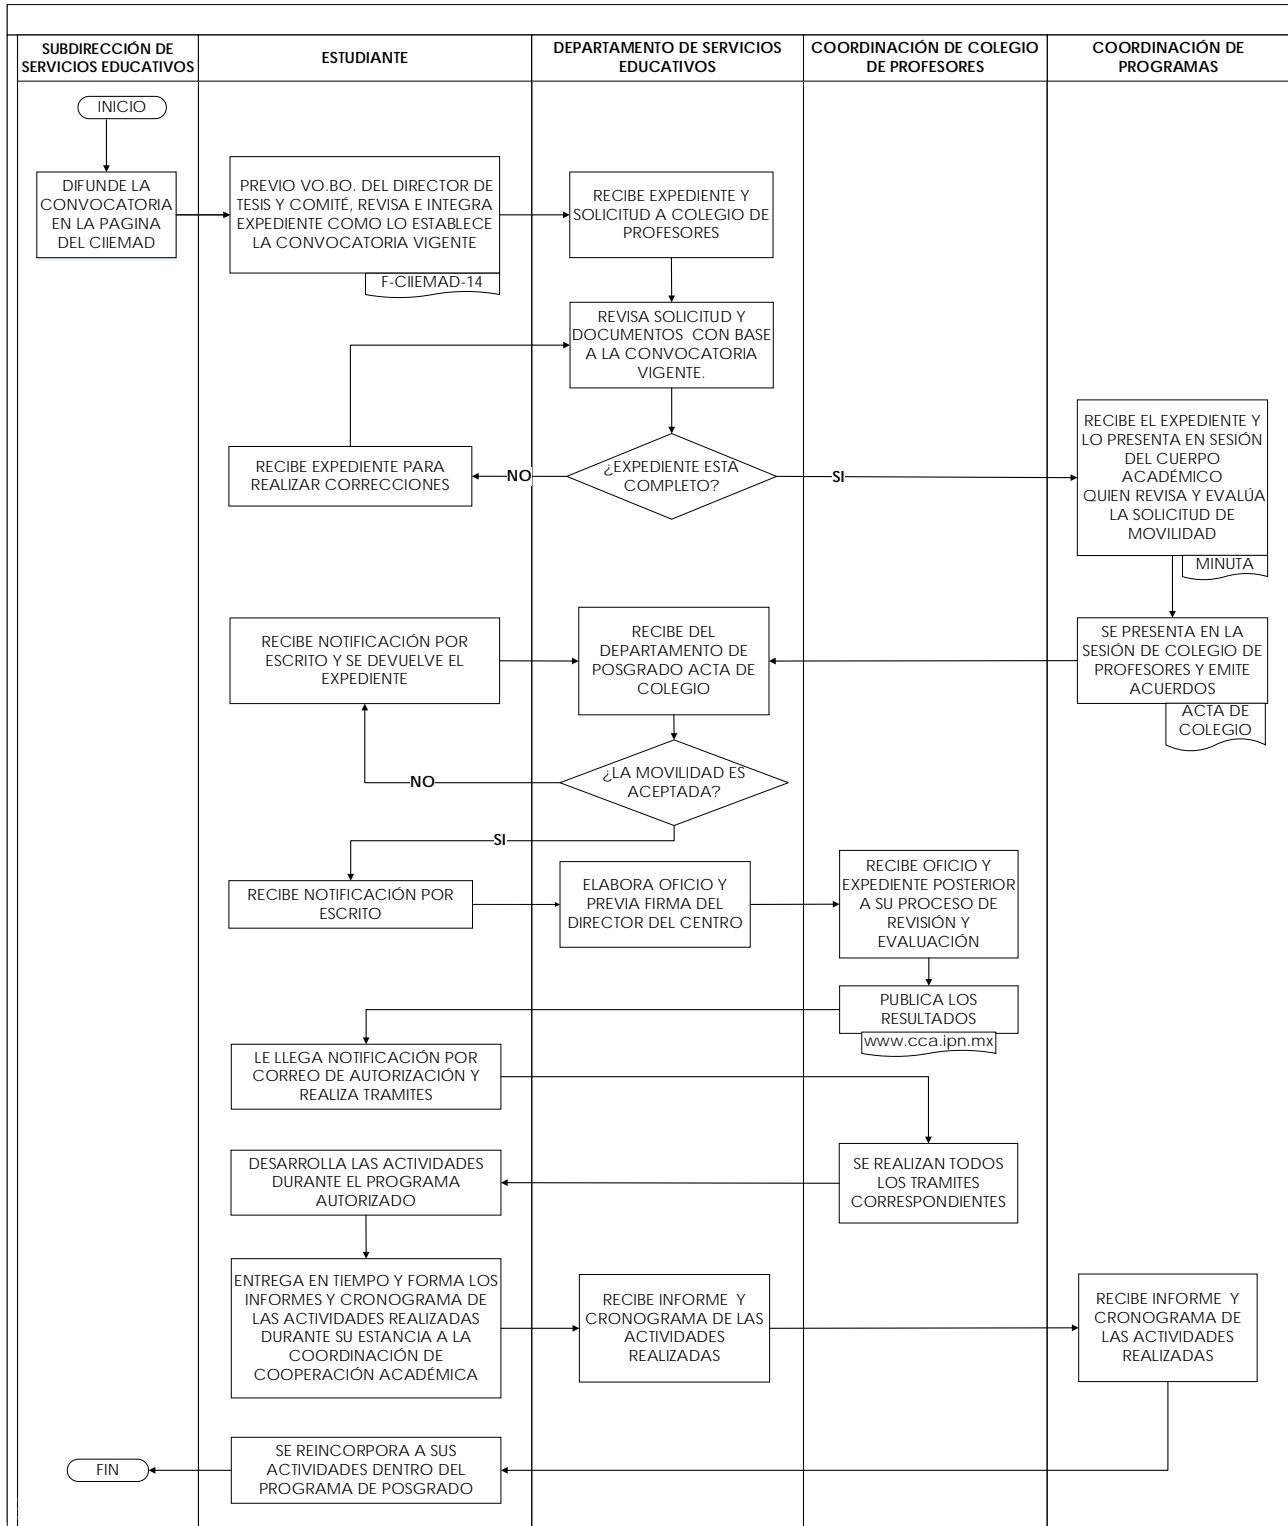 SUBDIRECCIÓN DE
SERVICIOS EDUCATIVOS
ESTUDIANTE
DEPARTAMENTO DE SERVICIOS
EDUCATIVOS
COORDINACIÓN DE COLEGIO
DE PROFESORES
COORDINACIÓN DE
PROGRAMAS
INICIO
DIFUNDE LA
CONVOCATORIA
EN LA PAGINA
DEL CIIEMAD
PREVIO VO.BO. DEL DIRECTOR DE
TESIS Y COMITÉ, REVISA E INTEGRA
EXPEDIENTE COMO LO ESTABLECE
LA CONVOCATORIA VIGENTE
F-CIIEMAD-14
RECIBE EXPEDIENTE Y
SOLICITUD A COLEGIO DE
PROFESORES
REVISA SOLICITUD Y
DOCUMENTOS CON BASE
A LA CONVOCATORIA
VIGENTE.
RECIBE EXPEDIENTE PARA
REALIZAR CORRECCIONES
NO
¿EXPEDIENTE ESTA
COMPLETO?
SI
RECIBE EL EXPEDIENTE Y
LO PRESENTA EN SESIÓN
DEL CUERPO
ACADÉMICO
QUIEN REVISA Y EVALÚA
LA SOLICITUD DE
MOVILIDAD
MINUTA
RECIBE NOTIFICACIÓN POR
ESCRITO Y SE DEVUELVE EL
EXPEDIENTE
RECIBE DEL
DEPARTAMENTO DE
POSGRADO ACTA DE
COLEGIO
SE PRESENTA EN LA
SESIÓN DE COLEGIO DE
PROFESORES Y EMITE
ACUERDOS
ACTA DE
COLEGIO
NO
¿LA MOVILIDAD ES
ACEPTADA?
SI
RECIBE NOTIFICACIÓN POR
ESCRITO
ELABORA OFICIO Y
PREVIA FIRMA DEL
DIRECTOR DEL CENTRO
RECIBE OFICIO Y
EXPEDIENTE POSTERIOR
A SU PROCESO DE
REVISIÓN Y
EVALUACIÓN
PUBLICA LOS
RESULTADOS
www.cca.ipn.mx
LE LLEGA NOTIFICACIÓN POR
CORREO DE AUTORIZACIÓN Y
REALIZA TRAMITES
SE REALIZAN TODOS
LOS TRAMITES
CORRESPONDIENTES
DESARROLLA LAS ACTIVIDADES
DURANTE EL PROGRAMA
AUTORIZADO
ENTREGA EN TIEMPO Y FORMA LOS
INFORMES Y CRONOGRAMA DE
LAS ACTIVIDADES REALIZADAS
DURANTE SU ESTANCIA A LA
COORDINACIÓN DE
COOPERACIÓN ACADÉMICA
RECIBE INFORME Y
CRONOGRAMA DE LAS
ACTIVIDADES
REALIZADAS
RECIBE INFORME Y
CRONOGRAMA DE
LAS ACTIVIDADES
REALIZADAS
SE REINCORPORA A SUS
ACTIVIDADES DENTRO DEL
PROGRAMA DE POSGRADO
FIN